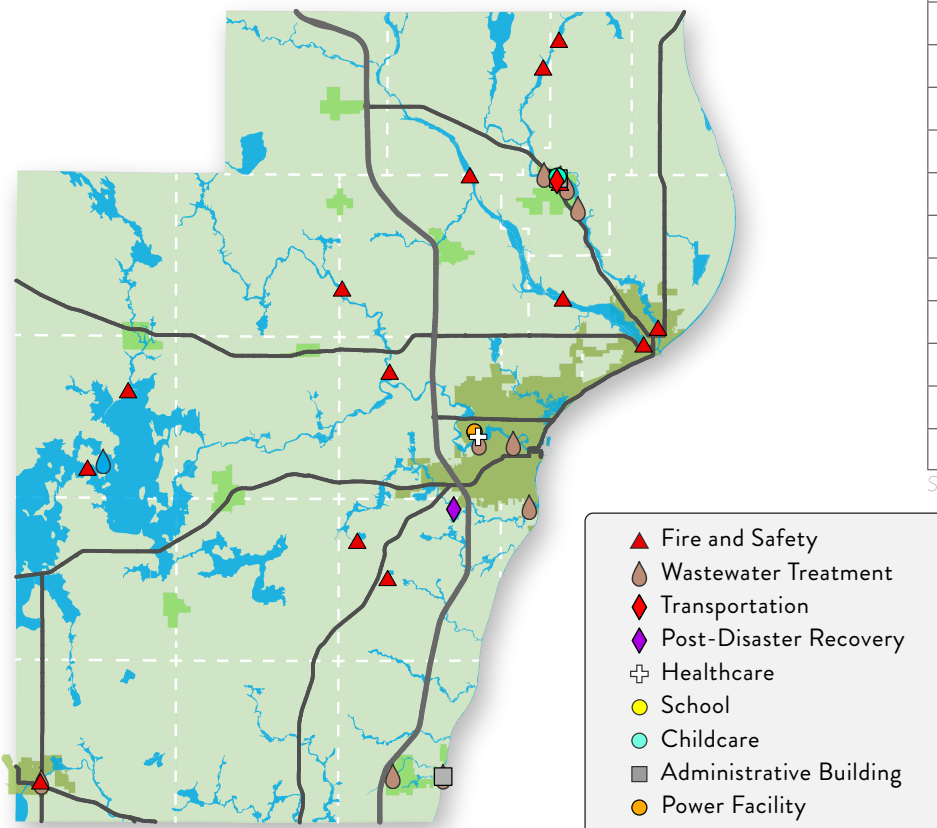 S
Fire and Safety
Wastewater Treatment
Transportation
Post-Disaster Recovery
Healthcare
School
Childcare
Administrative Building
Power Facility